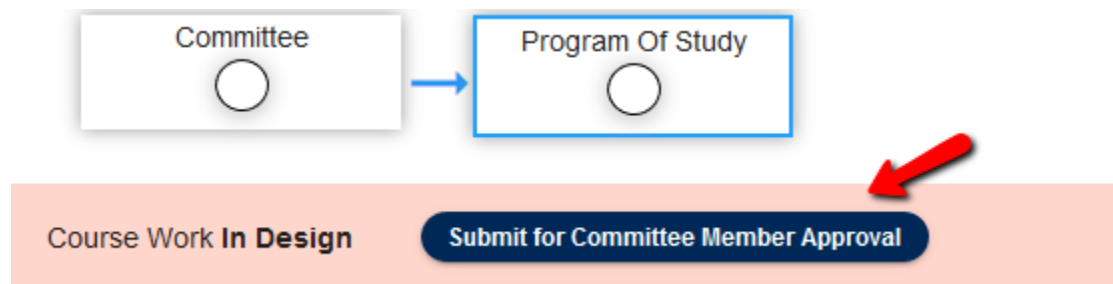 Committee
Program Of Study
Course Work In Design
Submit for Committee Member Approval